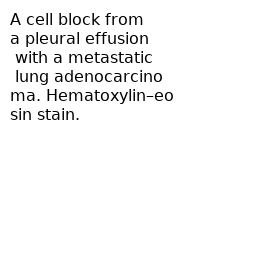 A cell block from
a pleural effusion
with a metastatic
lung adenocarcino
ma. Hematoxylin–eo
sin stain.